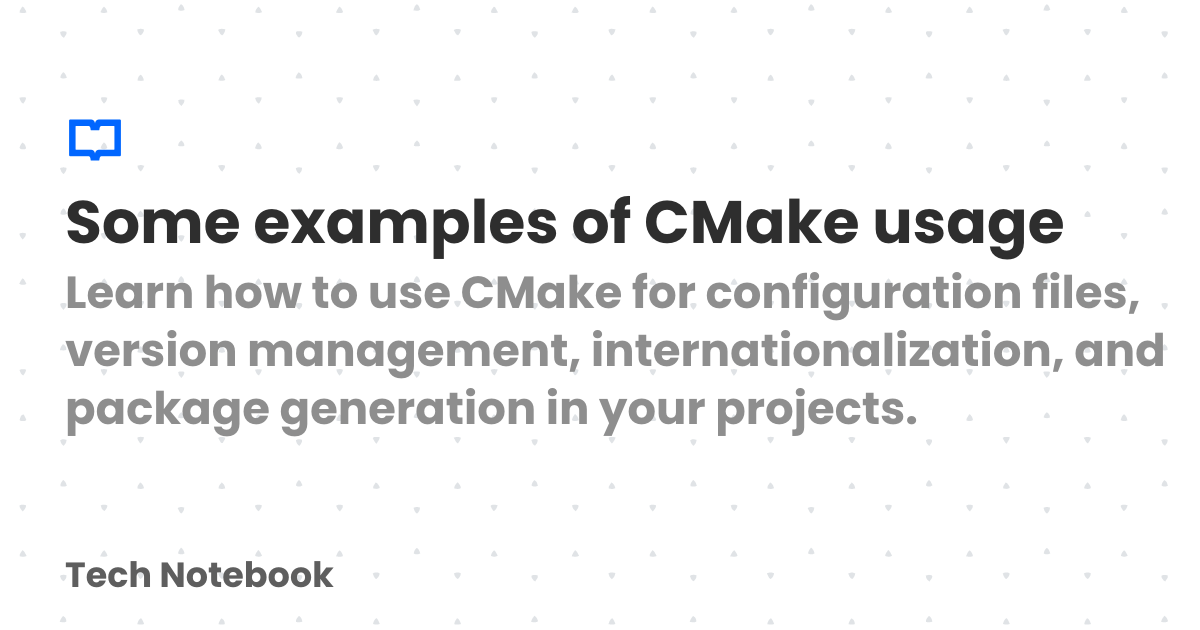 Some examples of CMake usage
Learn how to use CMake for configuration files,
version management, internationalization, and
package generation in your projects.
Tech Notebook